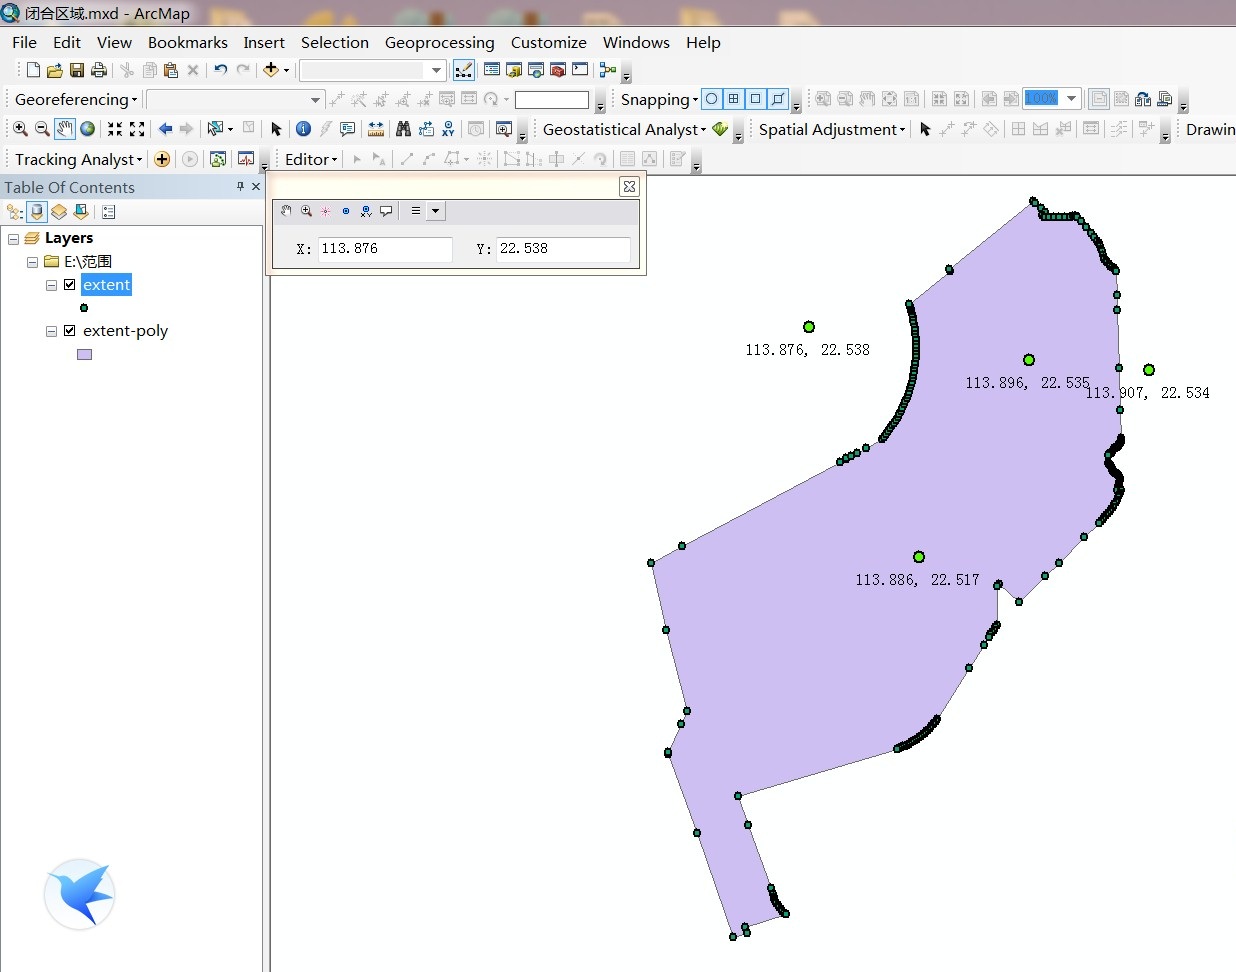 闭合区域.mxd - ArcMap
File Edit View Bookmarks Insert Selection Geoprocessing Customize Windows Help
Georeferencing Snapping 100%
Geostatistical Analyst Spatial Adjustment Drawin
Tracking Analyst Editor
Table Of Contents
Layers
E:\范围
extent
extent-poly
X: 113.876 Y: 22.538
113.876, 22.538
113.896, 22.535
113.907, 22.534
113.886, 22.517